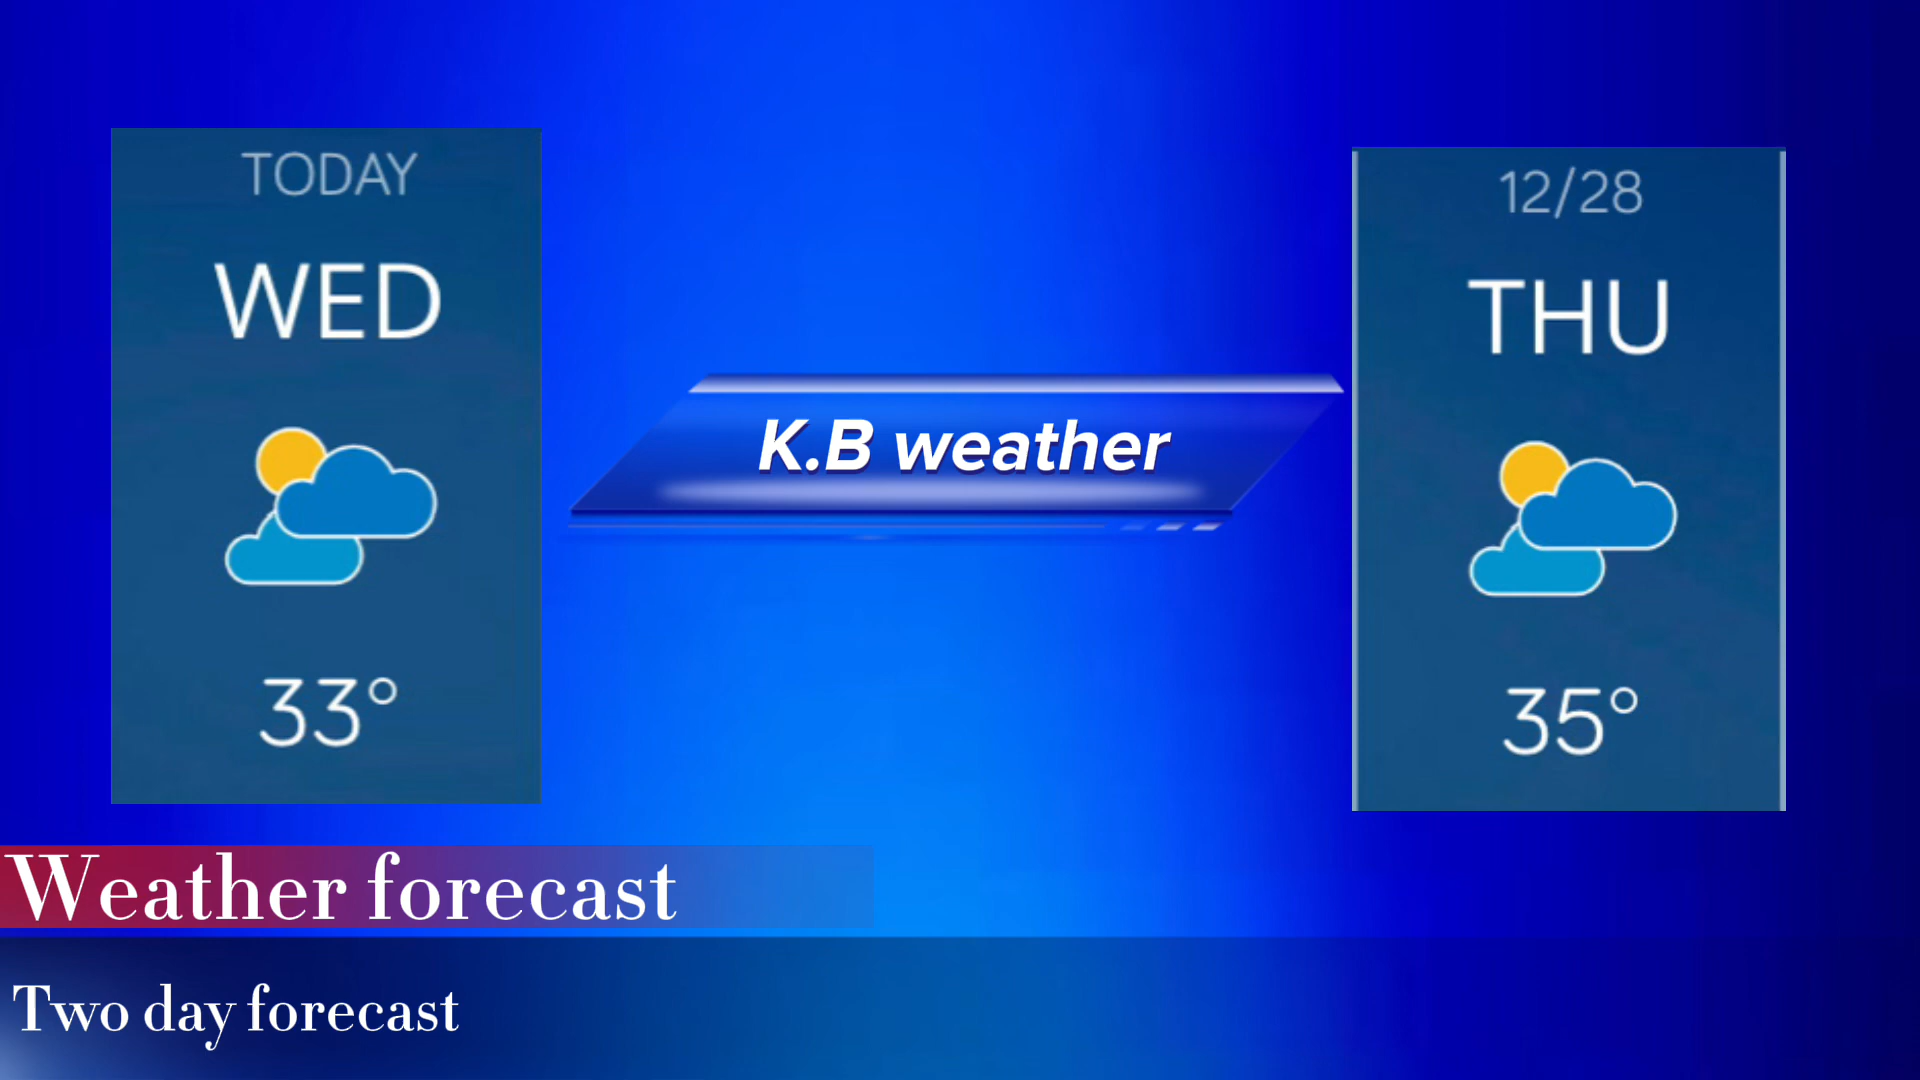 TODAY
WED
33°
K.B weather
12/28
THU
35°
Weather forecast
Two day forecast